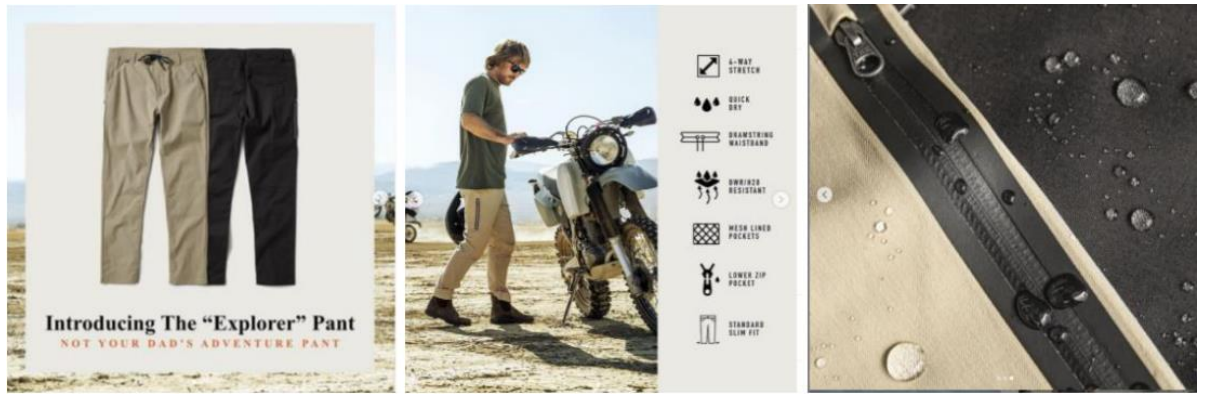 Introducing The “Explorer” Pant
NOT YOUR DAD'S ADVENTURE PANT
4-WAY
STRETCH
QUICK
DRY
DRAWSTRING
WAISTBAND
DWR/H2O
RESISTANT
MESH LINED
POCKETS
LOWER ZIP
POCKET
STANDARD
SLIM FIT